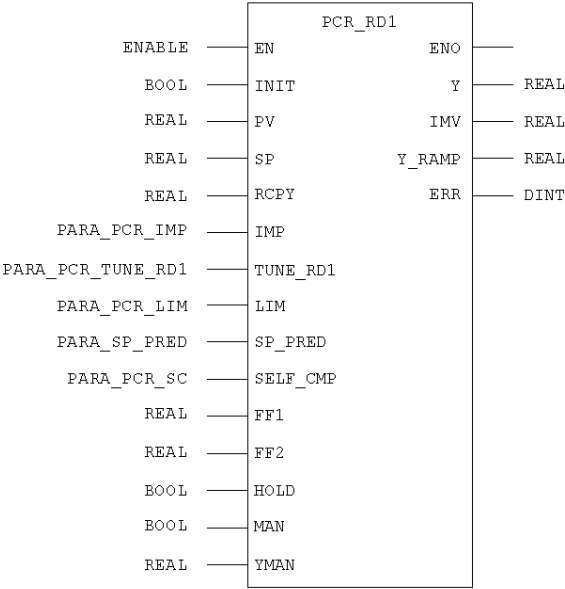 PCR_RD1
ENABLE EN ENO
BOOL INIT Y REAL
REAL PV IMV REAL
REAL SP Y_RAMP REAL
REAL RCPY ERR DINT
PARA_PCR_IMP IMP
PARA_PCR_TUNE_RD1 TUNE_RD1
PARA_PCR_LIM LIM
PARA_SP_PRED SP_PRED
PARA_PCR_SC SELF_CMP
REAL FF1
REAL FF2
BOOL HOLD
BOOL MAN
REAL YMAN